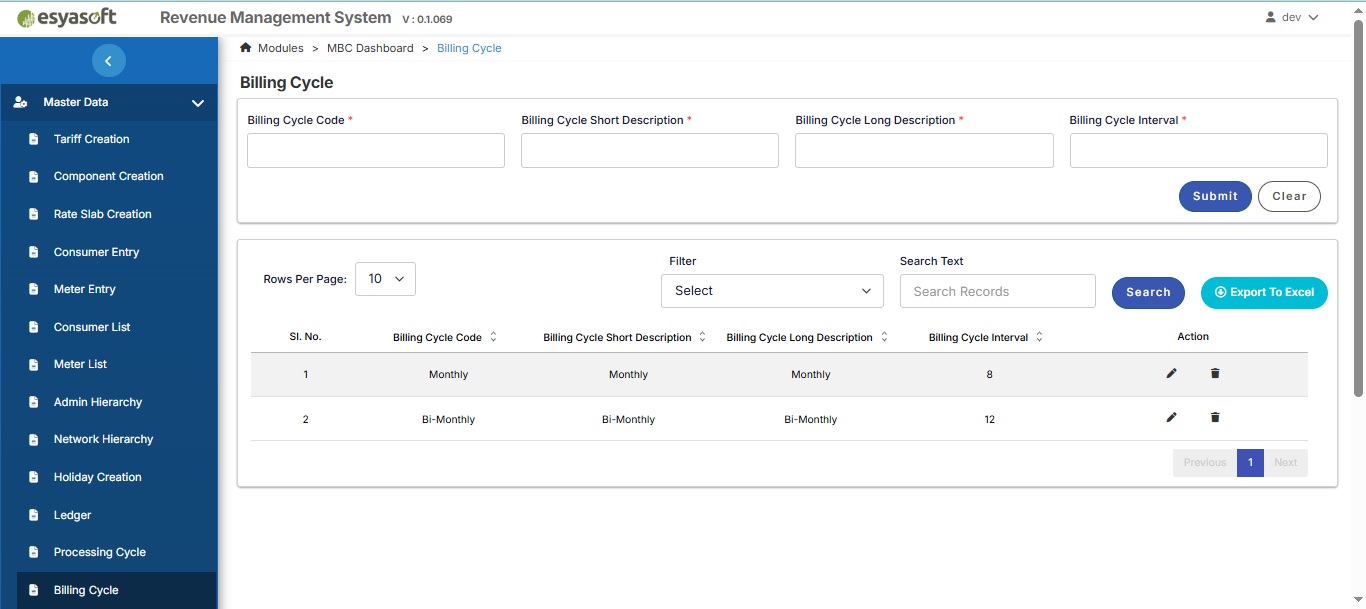 esyasoft Revenue Management System V : 0.1.069 dev
Modules > MBC Dashboard > Billing Cycle
Master Data
Tariff Creation
Component Creation
Rate Slab Creation
Consumer Entry
Meter Entry
Consumer List
Meter List
Admin Hierarchy
Network Hierarchy
Holiday Creation
Ledger
Processing Cycle
Billing Cycle
Billing Cycle
Billing Cycle Code * Billing Cycle Short Description * Billing Cycle Long Description * Billing Cycle Interval *
Submit Clear
Filter Search Text
Rows Per Page: 10 Select Search Records Search Export To Excel
Sl. No. Billing Cycle Code Billing Cycle Short Description Billing Cycle Long Description Billing Cycle Interval Action
1 Monthly Monthly Monthly 8
2 Bi-Monthly Bi-Monthly Bi-Monthly 12
Previous 1 Next